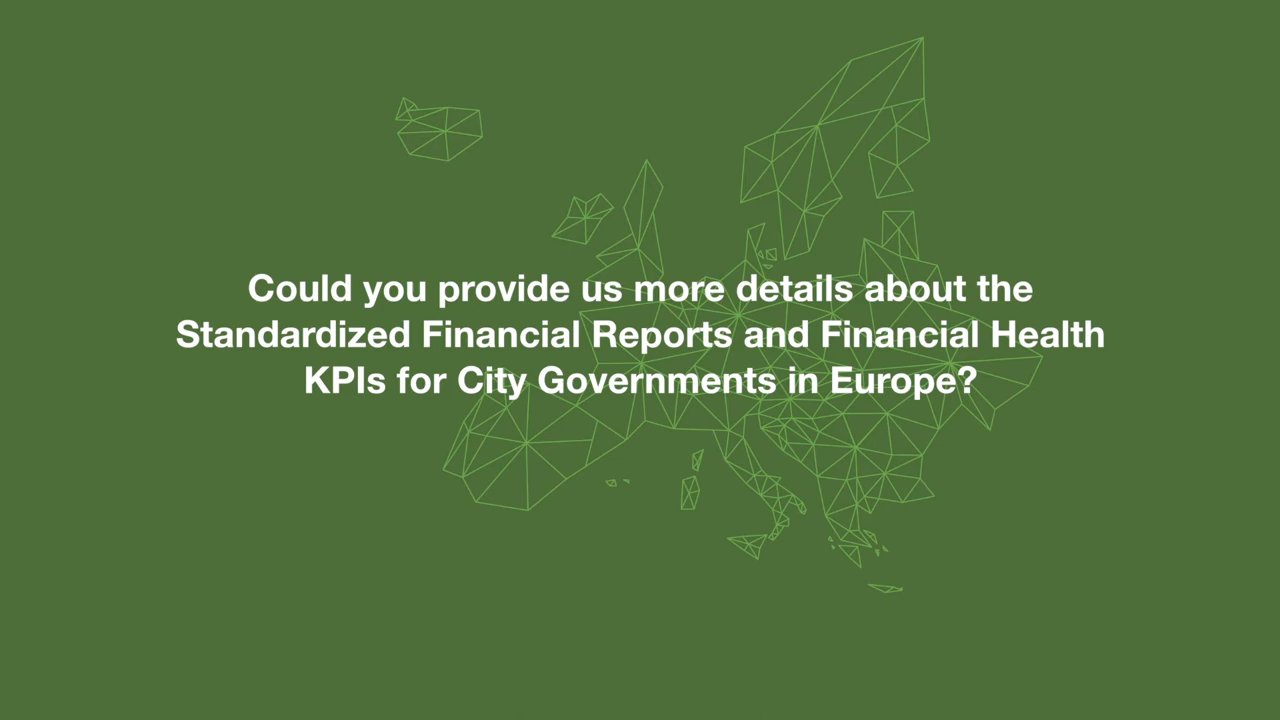 Could you provide us more details about the
Standardized Financial Reports and Financial Health
KPIs for City Governments in Europe?